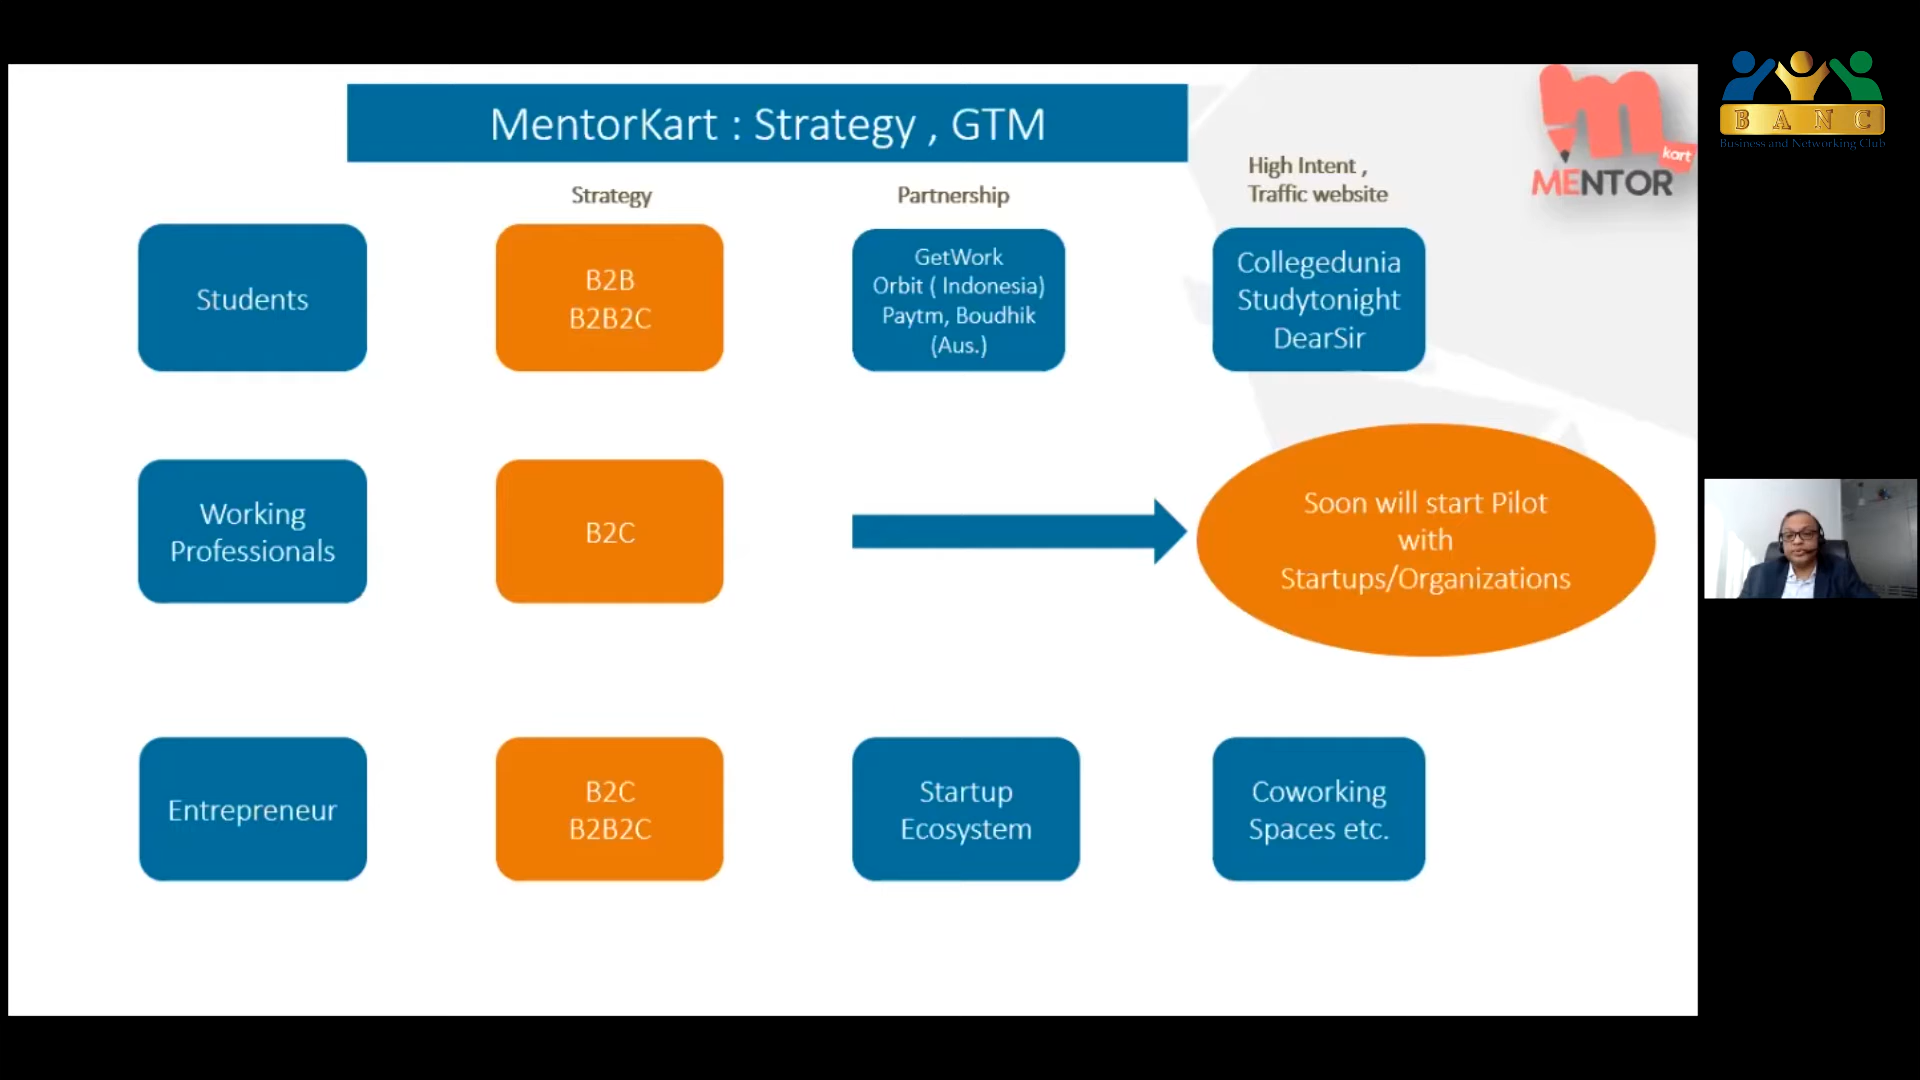 MentorKart : Strategy , GTM
Strategy
Partnership
High Intent ,
Traffic website
kart
MENTOR
BANC
Business and Networking Club
Students
B2B
B2B2C
GetWork
Orbit ( Indonesia)
Paytm, Boudhik
(Aus.)
Collegedunia
Studytonight
DearSir
Working
Professionals
B2C
Soon will start Pilot
with
Startups/Organizations
Entrepreneur
B2C
B2B2C
Startup
Ecosystem
Coworking
Spaces etc.